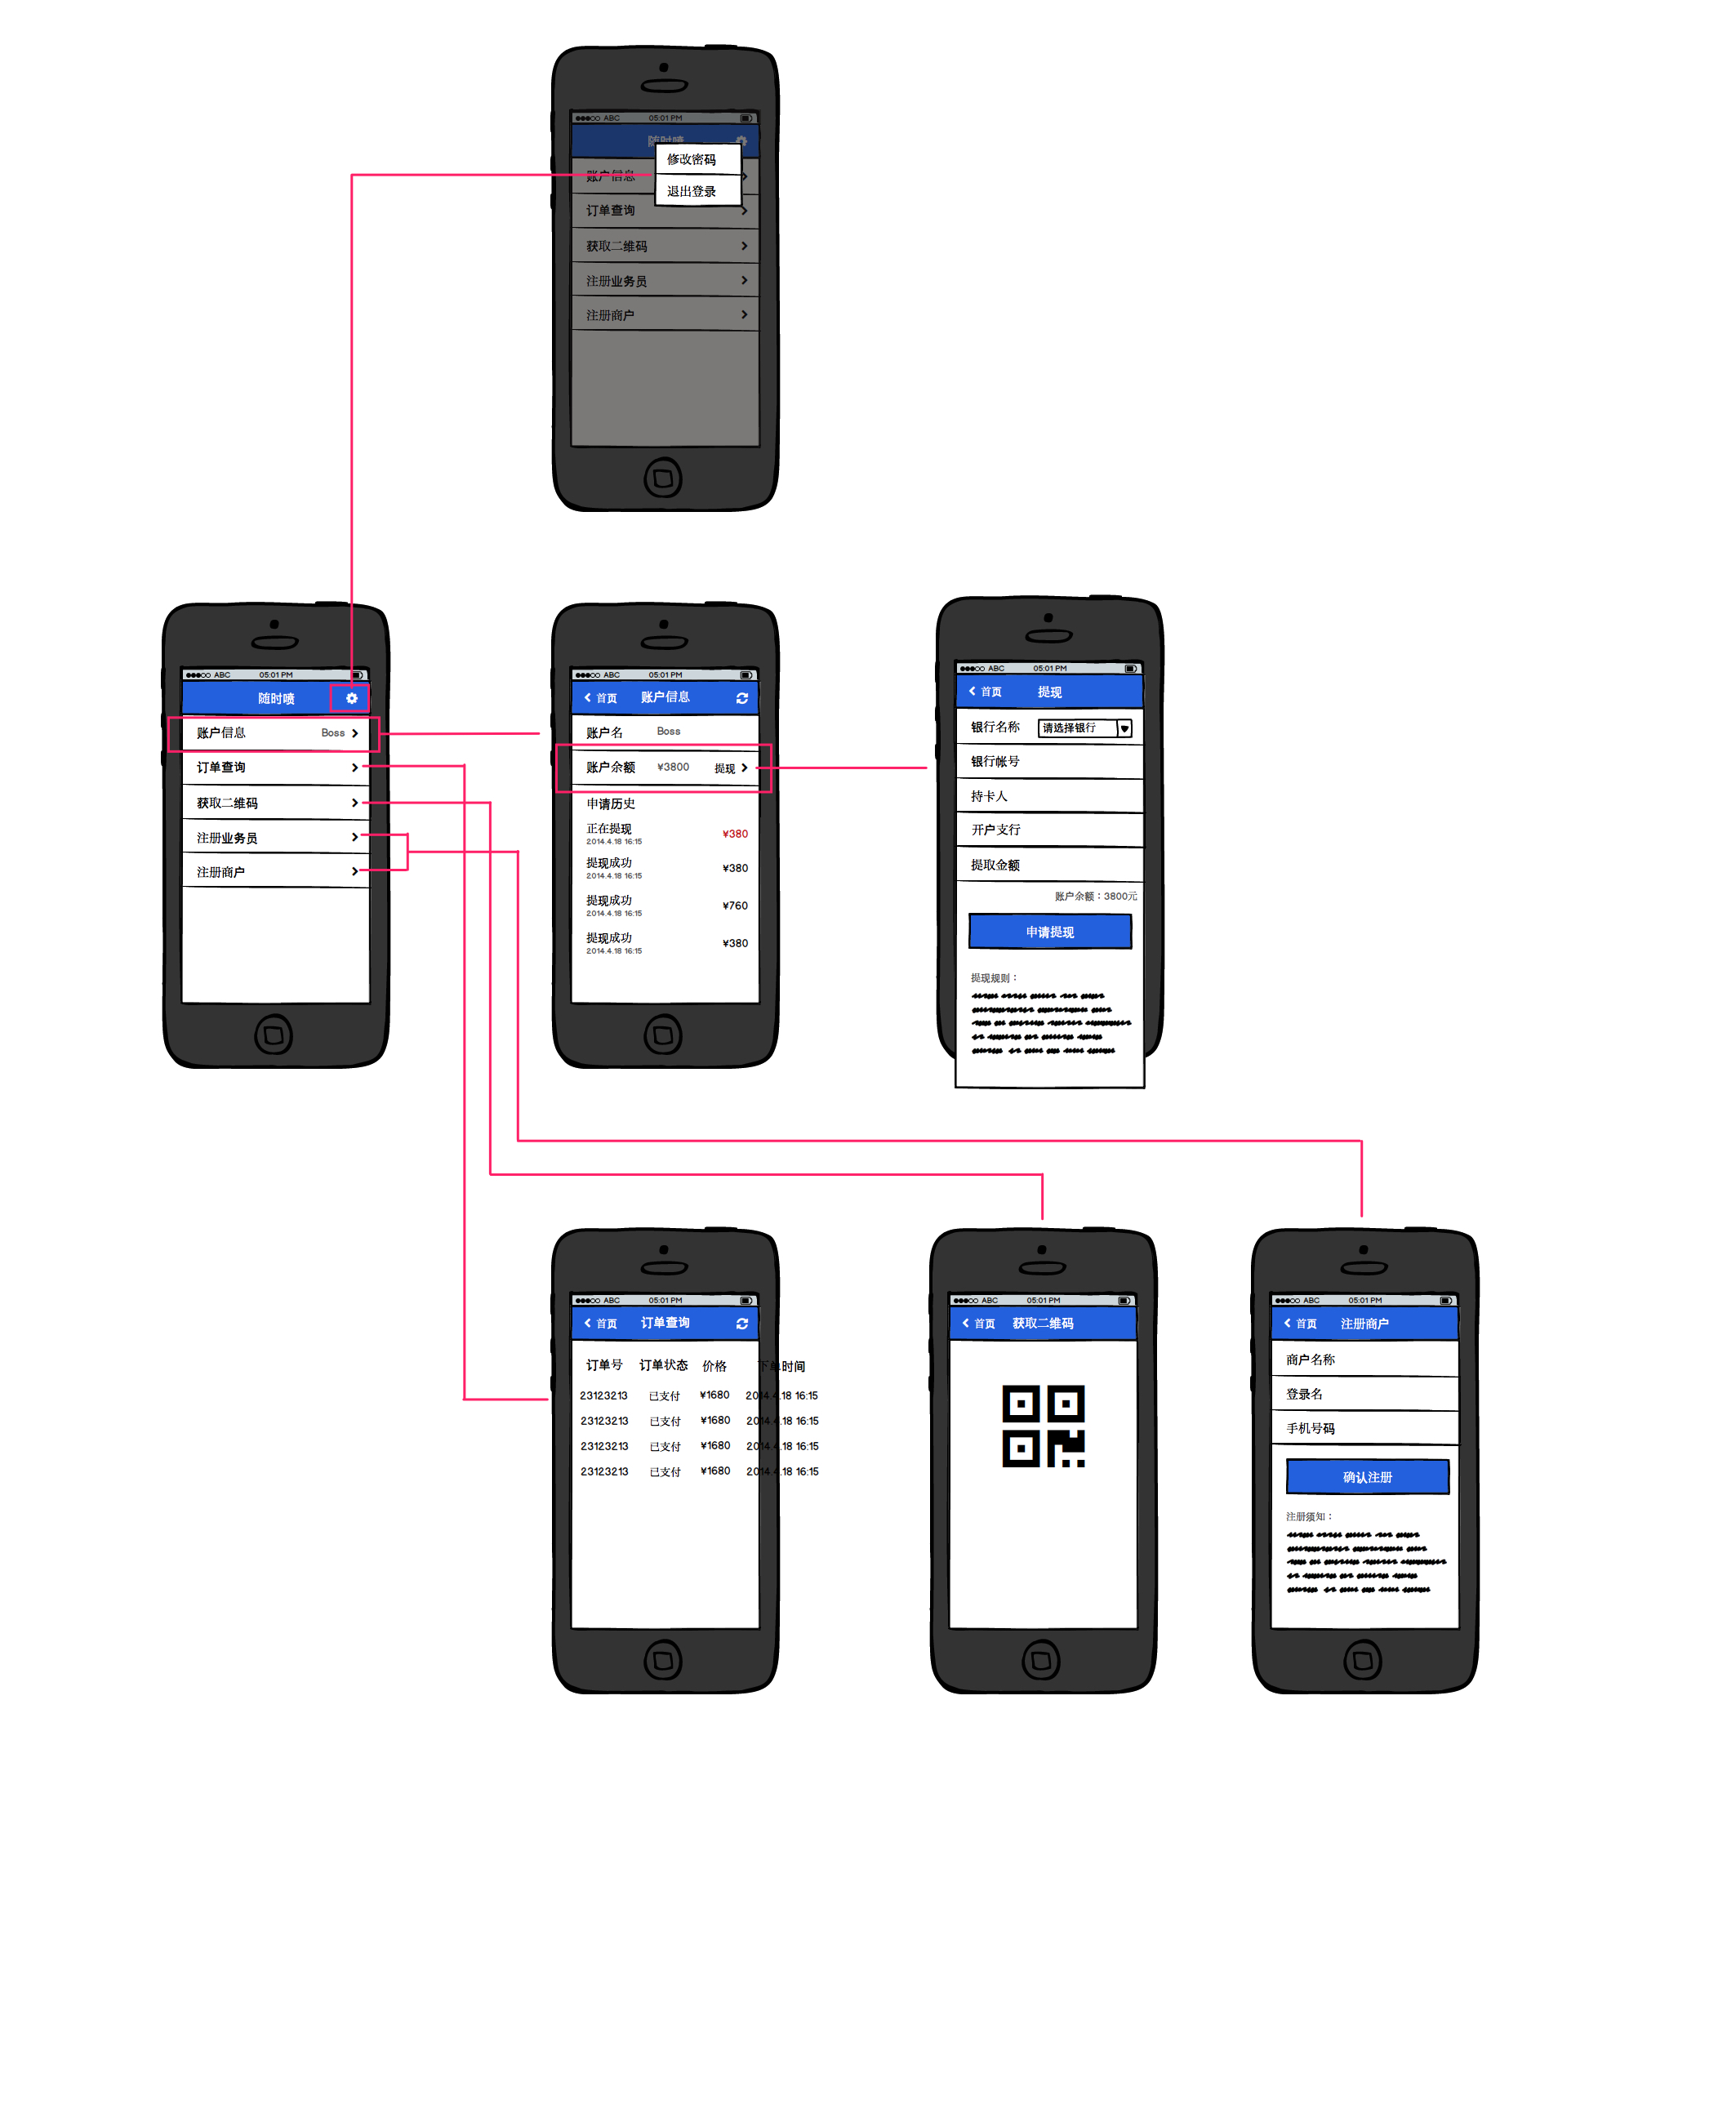 ABC 05:01 PM
随时喷
修改密码
账户信息
退出登录
订单查询
获取二维码
注册业务员
注册商户
ABC 05:01 PM
随时喷
账户信息 Boss
订单查询
获取二维码
注册业务员
注册商户
ABC 05:01 PM
首页 账户信息
账户名 Boss
账户余额 ¥3800 提现
申请历史
正在提现 ¥380
2014.4.18 16:15
提现成功 ¥380
2014.4.18 16:15
提现成功 ¥760
2014.4.18 16:15
提现成功 ¥380
2014.4.18 16:15
ABC 05:01 PM
首页 提现
银行名称 请选择银行
银行帐号
持卡人
开户支行
提取金额
账户余额：3800元
申请提现
提现规则：
ABC 05:01 PM
首页 订单查询
订单号 订单状态 价格 下单时间
23123213 已支付 ¥1680 2014.4.18 16:15
23123213 已支付 ¥1680 2014.4.18 16:15
23123213 已支付 ¥1680 2014.4.18 16:15
23123213 已支付 ¥1680 2014.4.18 16:15
ABC 05:01 PM
首页 获取二维码
ABC 05:01 PM
首页 注册商户
商户名称
登录名
手机号码
确认注册
注册须知：